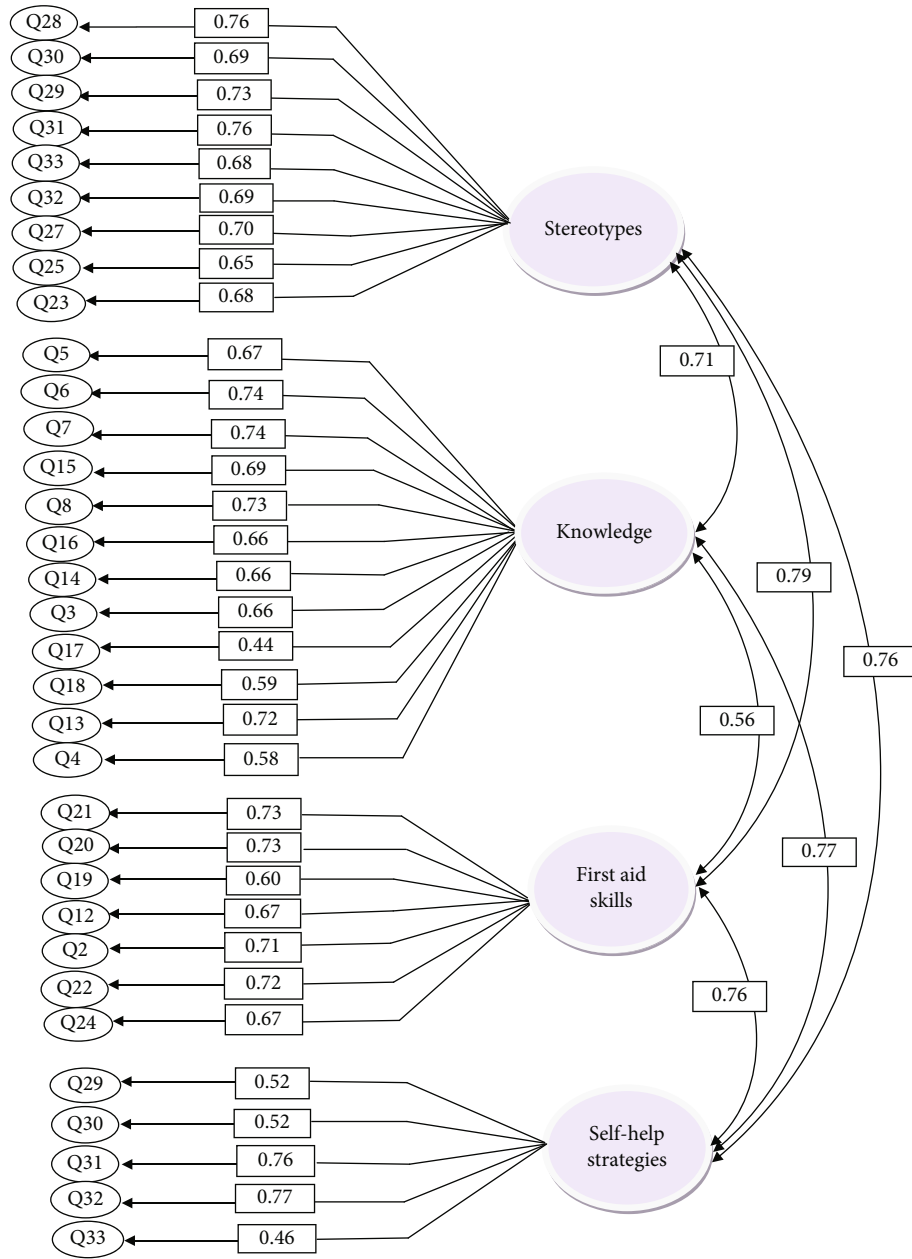 Q28 0.76
Q30 0.69
Q29 0.73
Q31 0.76
Q33 0.68
Q32 0.69
Q27 0.70
Q25 0.65
Q23 0.68
Stereotypes
Q5 0.67
Q6 0.74
Q7 0.74
Q15 0.69
Q8 0.73
Q16 0.66
Q14 0.66
Q3 0.66
Q17 0.44
Q18 0.59
Q13 0.72
Q4 0.58
Knowledge
Q21 0.73
Q20 0.73
Q19 0.60
Q12 0.67
Q2 0.71
Q22 0.72
Q24 0.67
First aid
skills
Q29 0.52
Q30 0.52
Q31 0.76
Q32 0.77
Q33 0.46
Self-help
strategies
0.71
0.79
0.76
0.56
0.77
0.76